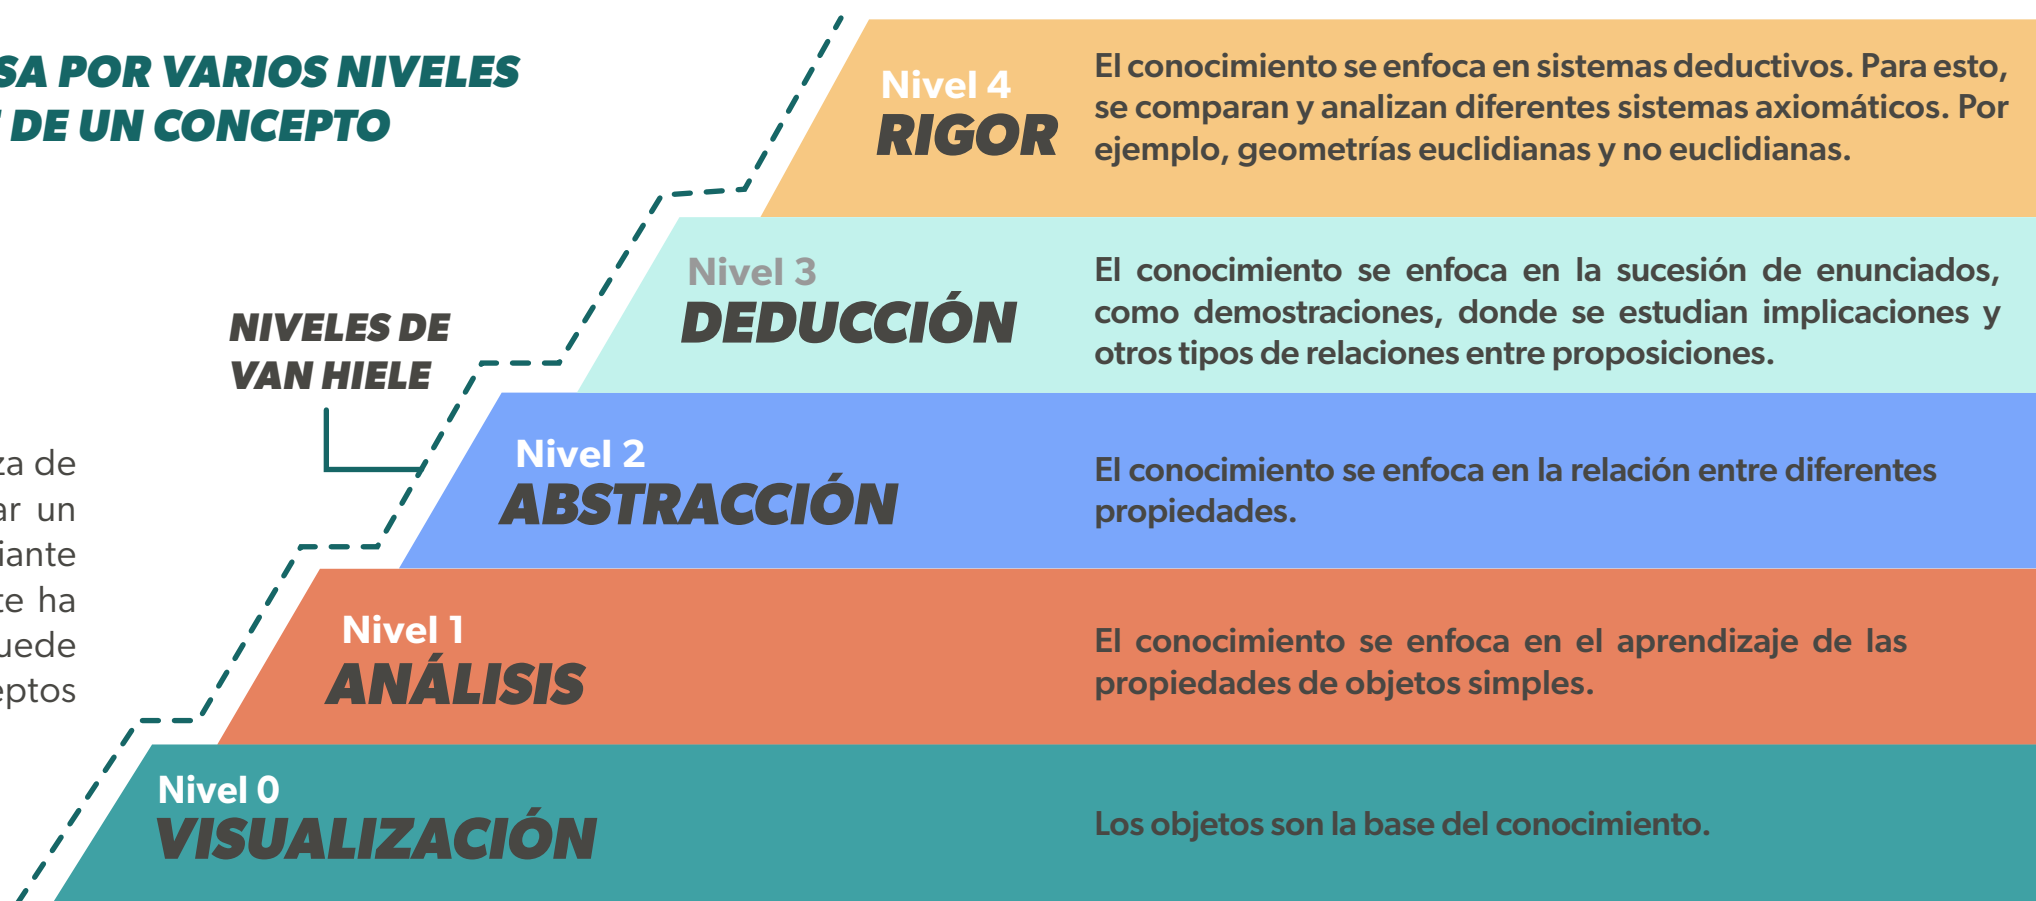 SA POR VARIOS NIVELES
DE UN CONCEPTO
Nivel 4
RIGOR
El conocimiento se enfoca en sistemas deductivos. Para esto,
se comparan y analizan diferentes sistemas axiomáticos. Por
ejemplo, geometrías euclidianas y no euclidianas.
Nivel 3
DEDUCCIÓN
El conocimiento se enfoca en la sucesión de enunciados,
como demostraciones, donde se estudian implicaciones y
otros tipos de relaciones entre proposiciones.
NIVELES DE
VAN HIELE
Nivel 2
ABSTRACCIÓN
El conocimiento se enfoca en la relación entre diferentes
propiedades.
za de
ar un
iante
te ha
uede
eptos
Nivel 1
ANÁLISIS
El conocimiento se enfoca en el aprendizaje de las
propiedades de objetos simples.
Nivel 0
VISUALIZACIÓN
Los objetos son la base del conocimiento.